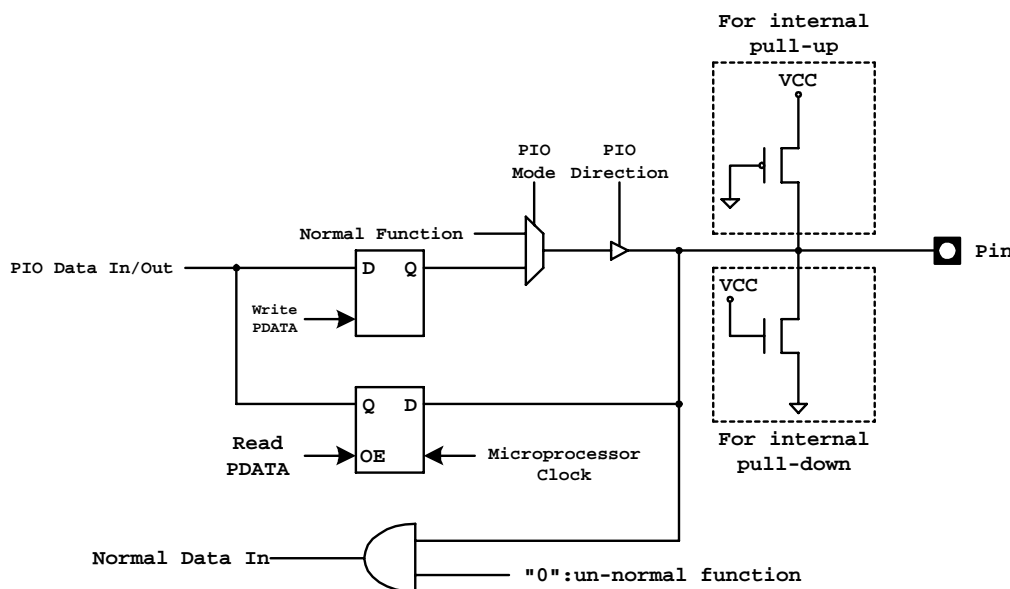 For internal
pull-up
VCC
PIO
Mode
PIO
Direction
Normal Function
PIO Data In/Out
D
Q
Pin
Write
PDATA
VCC
Q
D
Read
PDATA
OE
Microprocessor
Clock
For internal
pull-down
Normal Data In
"0":un-normal function